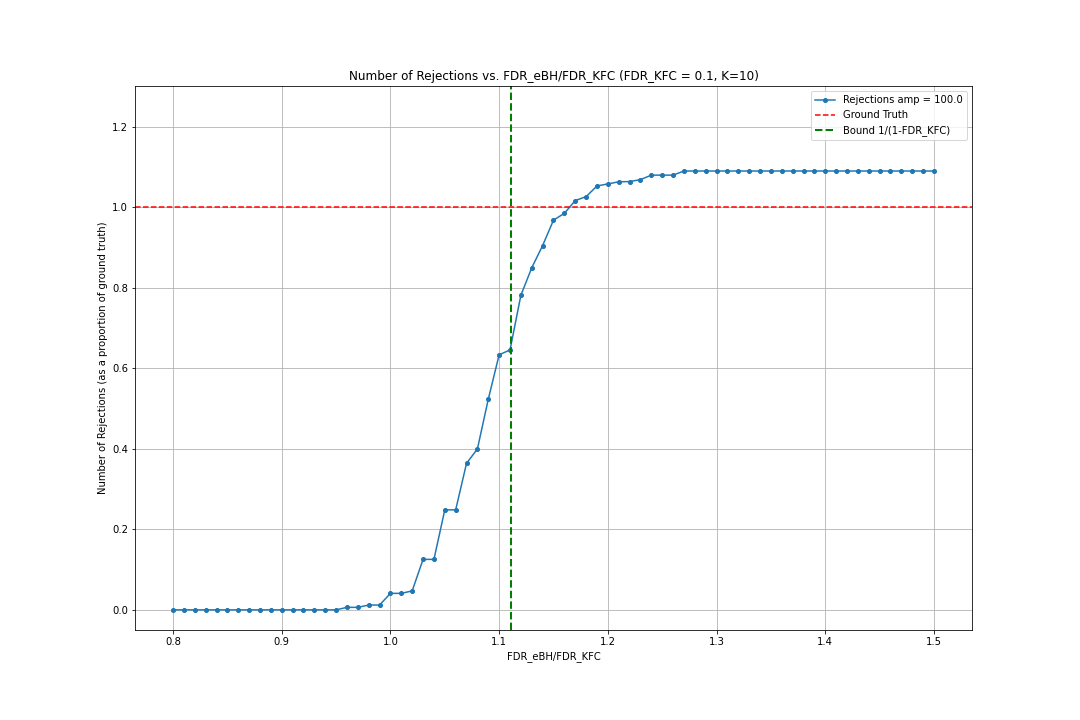 Number of Rejections vs. FDR_eBH/FDR_KFC (FDR_KFC = 0.1, K=10)
Rejections amp = 100.0
Ground Truth
Bound 1/(1-FDR_KFC)
Number of Rejections (as a proportion of ground truth)
1.2
1.0
0.8
0.6
0.4
0.2
0.0
0.8 0.9 1.0 1.1 1.2 1.3 1.4 1.5
FDR_eBH/FDR_KFC